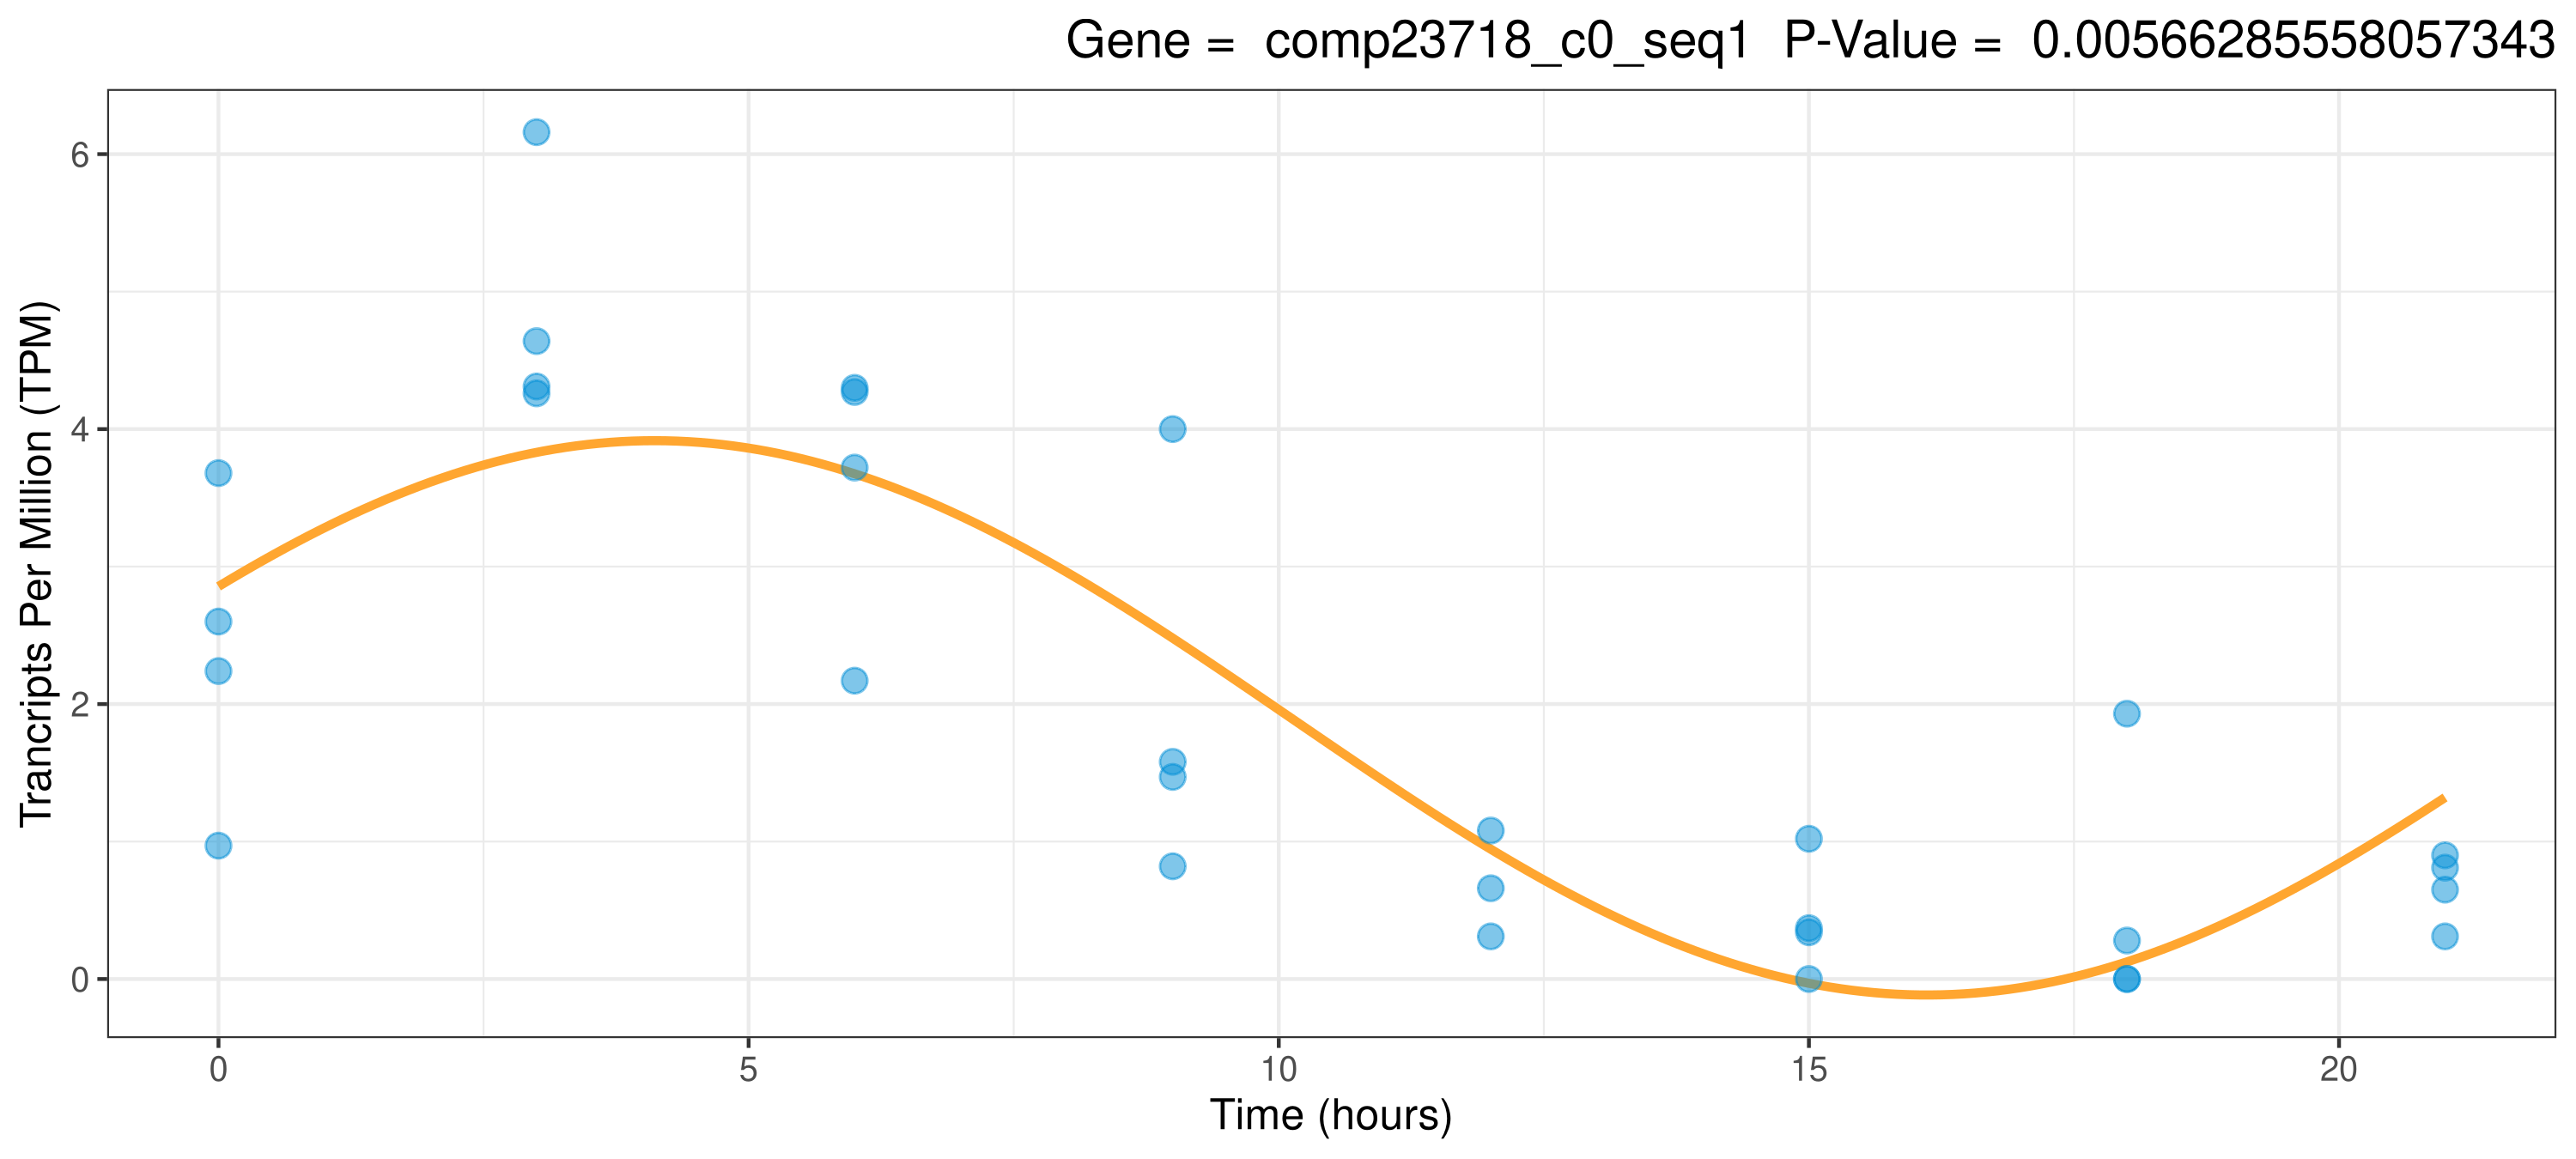 Gene =  comp23718_c0_seq1  P-Value =  0.00566285558057343
Trancripts Per Million (TPM)
6
4
2
0
0 5 10 15 20
Time (hours)